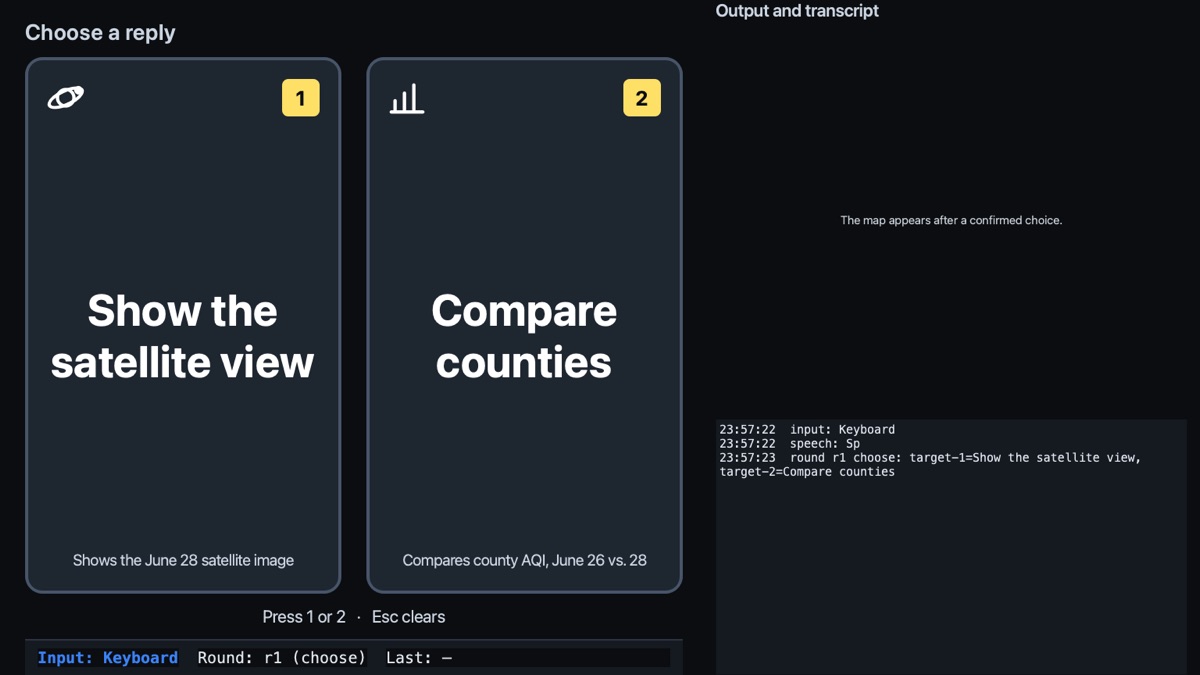 Choose a reply
1
Show the
satellite view
Shows the June 28 satellite image
2
Compare
counties
Compares county AQI, June 26 vs. 28
Press 1 or 2 · Esc clears
Input: Keyboard Round: r1 (choose) Last: —
Output and transcript
The map appears after a confirmed choice.
23:57:22 input: Keyboard
23:57:22 speech: Sp
23:57:23 round r1 choose: target-1=Show the satellite view,
target-2=Compare counties